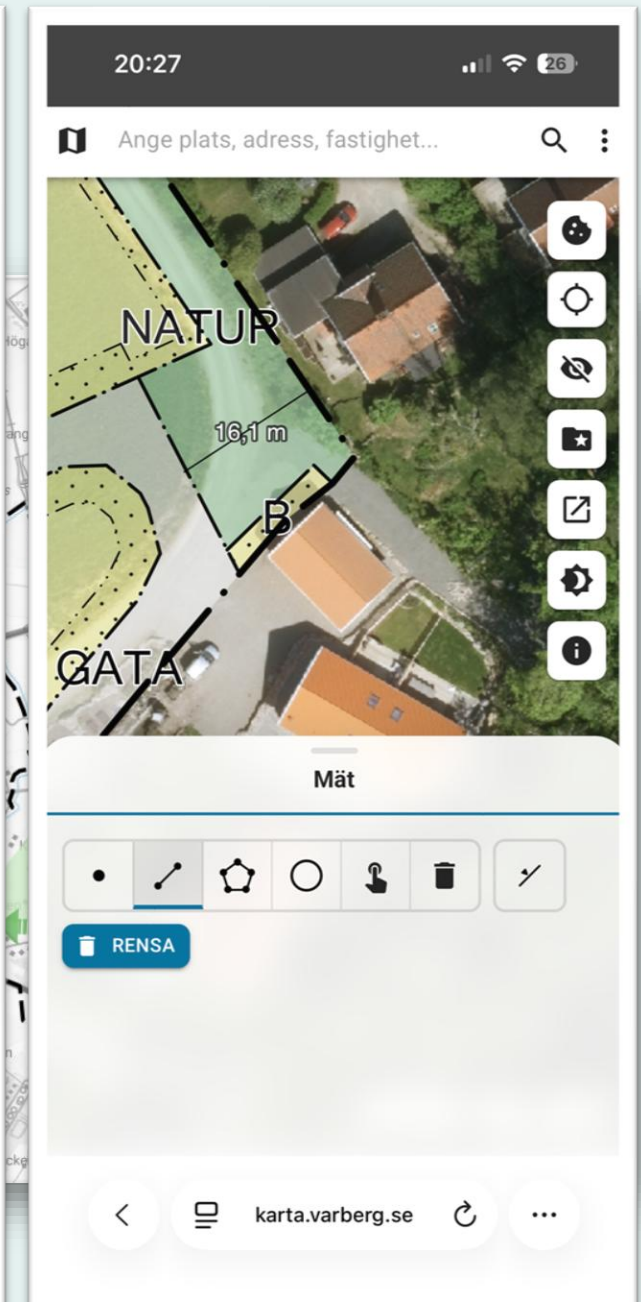 20:27
26
Ange plats, adress, fastighet...
NATUR
16,1 m
B
GATA
Mät
RENSA
karta.varberg.se